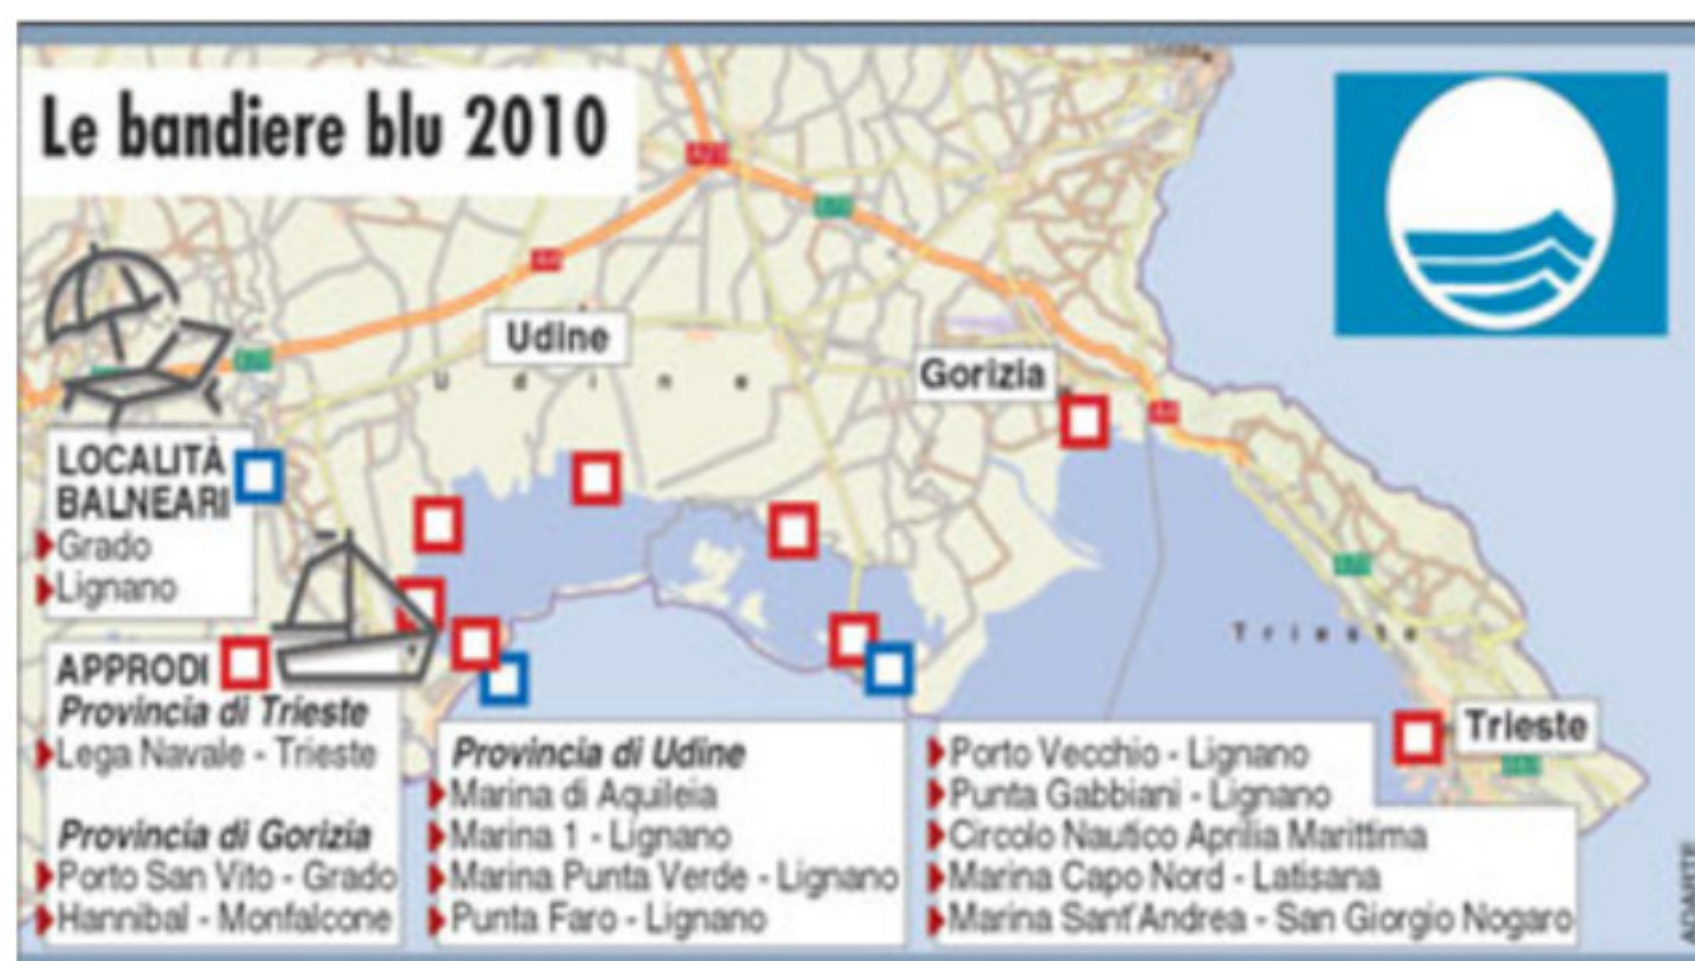 Le bandiere blu 2010
Udine
U d i n e
Gorizia
LOCALITÀ
BALNEARI
Grado
Lignano
Trieste
Trieste
APPRODI
Provincia di Trieste
Lega Navale - Trieste
Provincia di Gorizia
Porto San Vito - Grado
Hannibal - Monfalcone
Provincia di Udine
Marina di Aquileia
Marina 1 - Lignano
Marina Punta Verde - Lignano
Punta Faro - Lignano
Porto Vecchio - Lignano
Punta Gabbiani - Lignano
Circolo Nautico Aprilia Marittima
Marina Capo Nord - Latisana
Marina Sant'Andrea - San Giorgio Nogaro